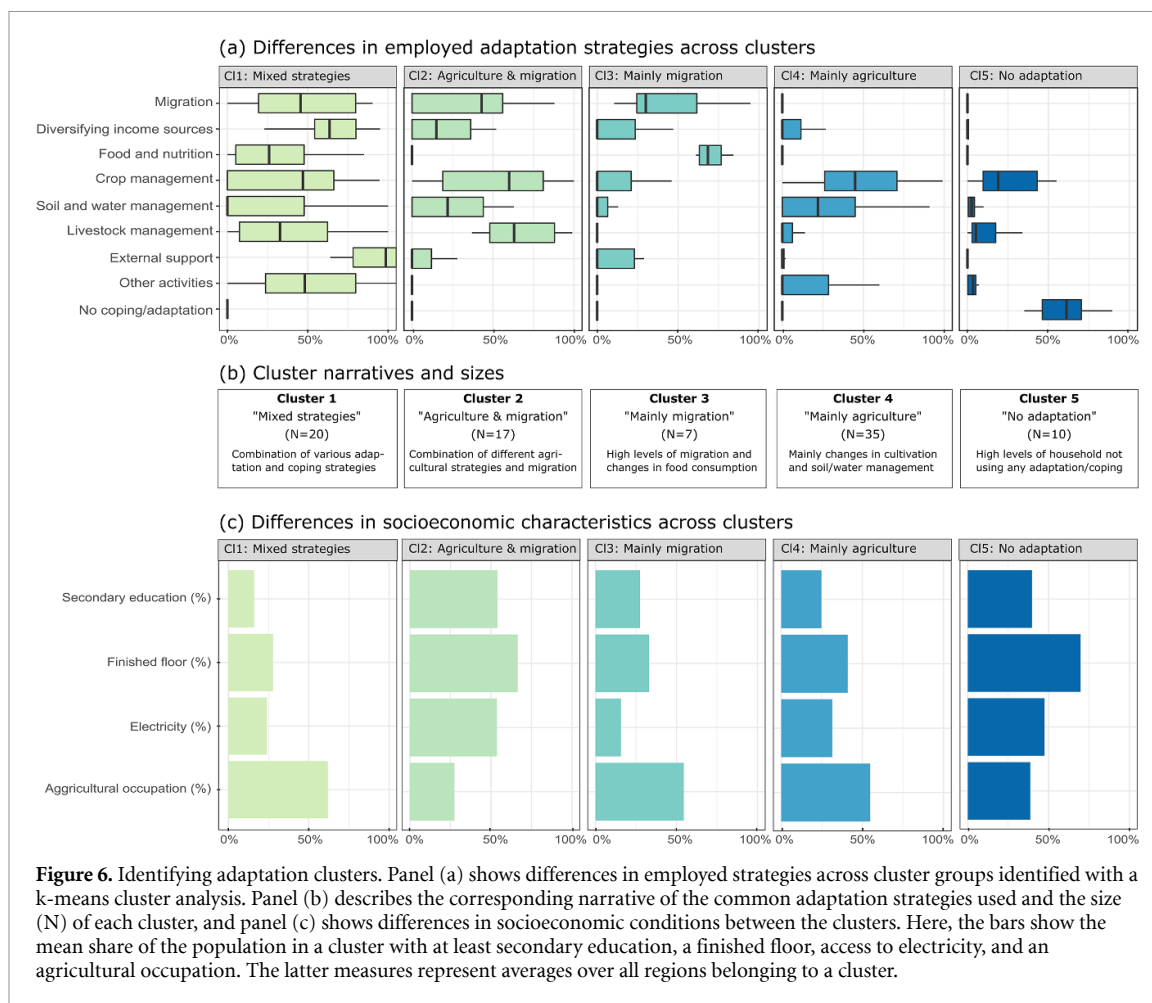 (a) Differences in employed adaptation strategies across clusters
Cl1: Mixed strategies
Cl2: Agriculture & migration
Cl3: Mainly migration
Cl4: Mainly agriculture
Cl5: No adaptation
Migration
Diversifying income sources
Food and nutrition
Crop management
Soil and water management
Livestock management
External support
Other activities
No coping/adaptation
0% 50% 100% 0% 50% 100% 0% 50% 100% 0% 50% 100% 0% 50% 100%
(b) Cluster narratives and sizes
Cluster 1
"Mixed strategies"
(N=20)
Combination of various adap-
tation and coping strategies
Cluster 2
"Agriculture & migration"
(N=17)
Combination of different agri-
cultural strategies and migration
Cluster 3
"Mainly migration"
(N=7)
High levels of migration and
changes in food consumption
Cluster 4
"Mainly agriculture"
(N=35)
Mainly changes in cultivation
and soil/water management
Cluster 5
"No adaptation"
(N=10)
High levels of household not
using any adaptation/coping
(c) Differences in socioeconomic characteristics across clusters
Cl1: Mixed strategies
Cl2: Agriculture & migration
Cl3: Mainly migration
Cl4: Mainly agriculture
Cl5: No adaptation
Secondary education (%)
Finished floor (%)
Electricity (%)
Aggricultural occupation (%)
0% 50% 100% 0% 50% 100% 0% 50% 100% 0% 50% 100% 0% 50% 100%
Figure 6. Identifying adaptation clusters. Panel (a) shows differences in employed strategies across cluster groups identified with a
k-means cluster analysis. Panel (b) describes the corresponding narrative of the common adaptation strategies used and the size
(N) of each cluster, and panel (c) shows differences in socioeconomic conditions between the clusters. Here, the bars show the
mean share of the population in a cluster with at least secondary education, a finished floor, access to electricity, and an
agricultural occupation. The latter measures represent averages over all regions belonging to a cluster.